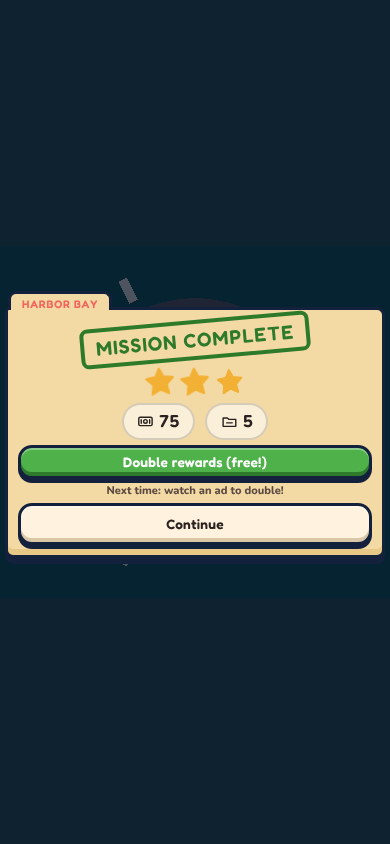 HARBOR BAY
MISSION COMPLETE
75 5
Double rewards (free!)
Next time: watch an ad to double!
Continue